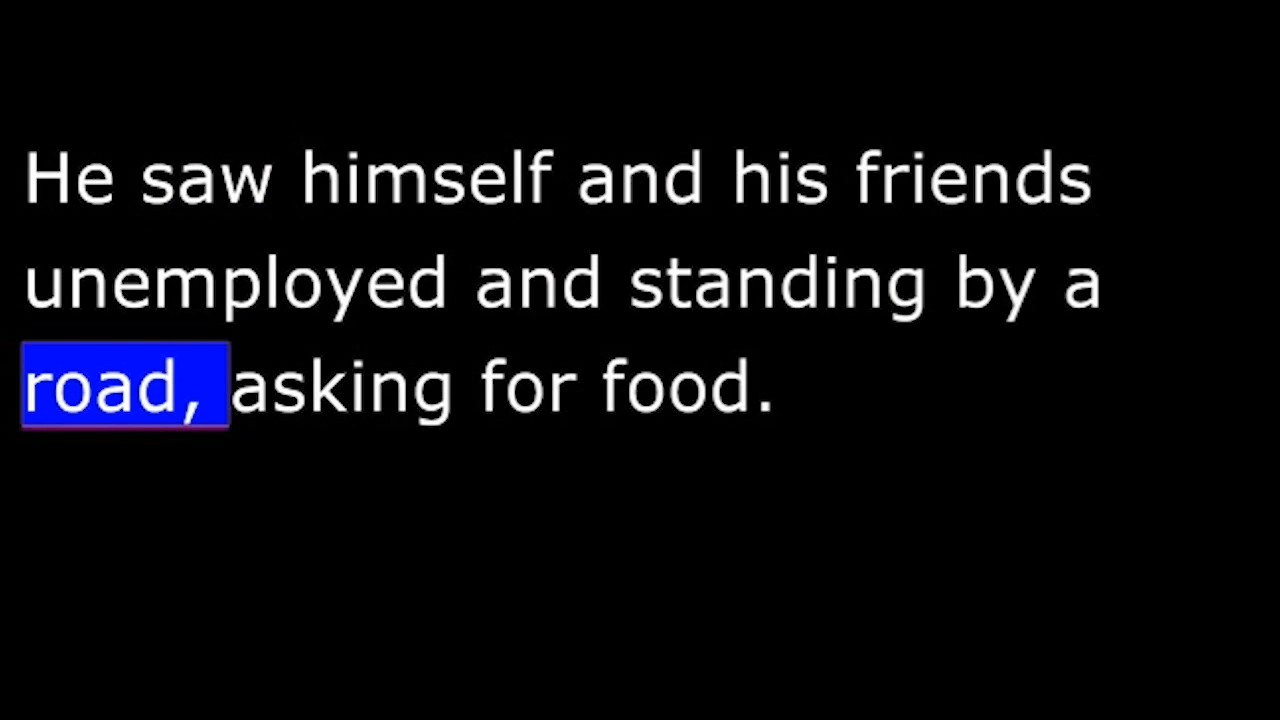 He saw himself and his friends
unemployed and standing by a
road, asking for food.